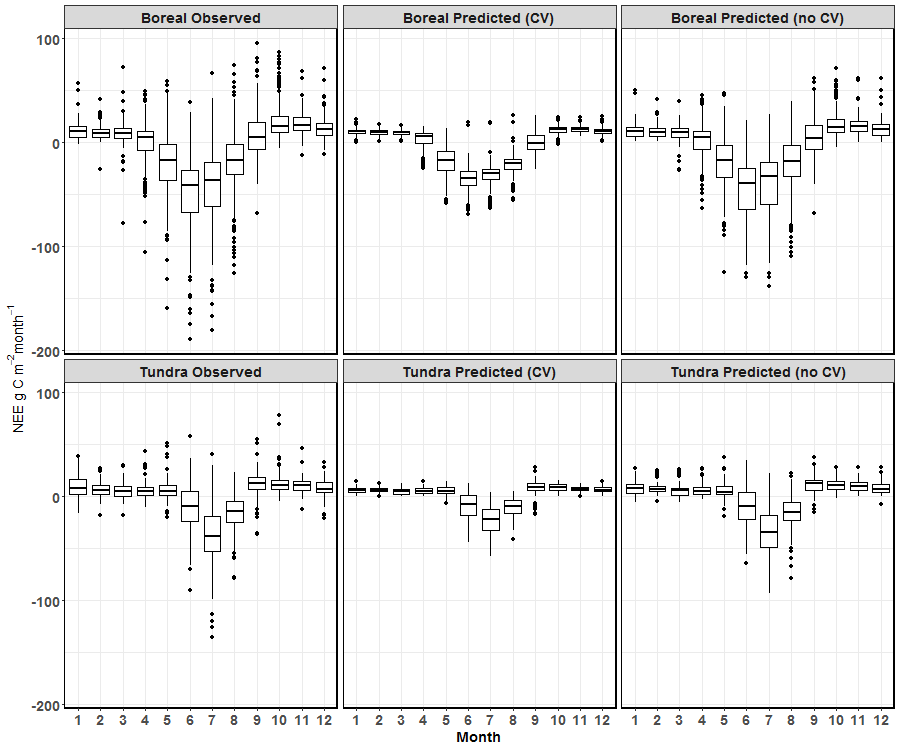 Boreal Observed
Boreal Predicted (CV)
Boreal Predicted (no CV)
100
0
-100
-200
Tundra Observed
Tundra Predicted (CV)
Tundra Predicted (no CV)
100
0
-100
-200
NEE g C m⁻² month⁻¹
1 2 3 4 5 6 7 8 9 10 11 12
1 2 3 4 5 6 7 8 9 10 11 12
1 2 3 4 5 6 7 8 9 10 11 12
Month